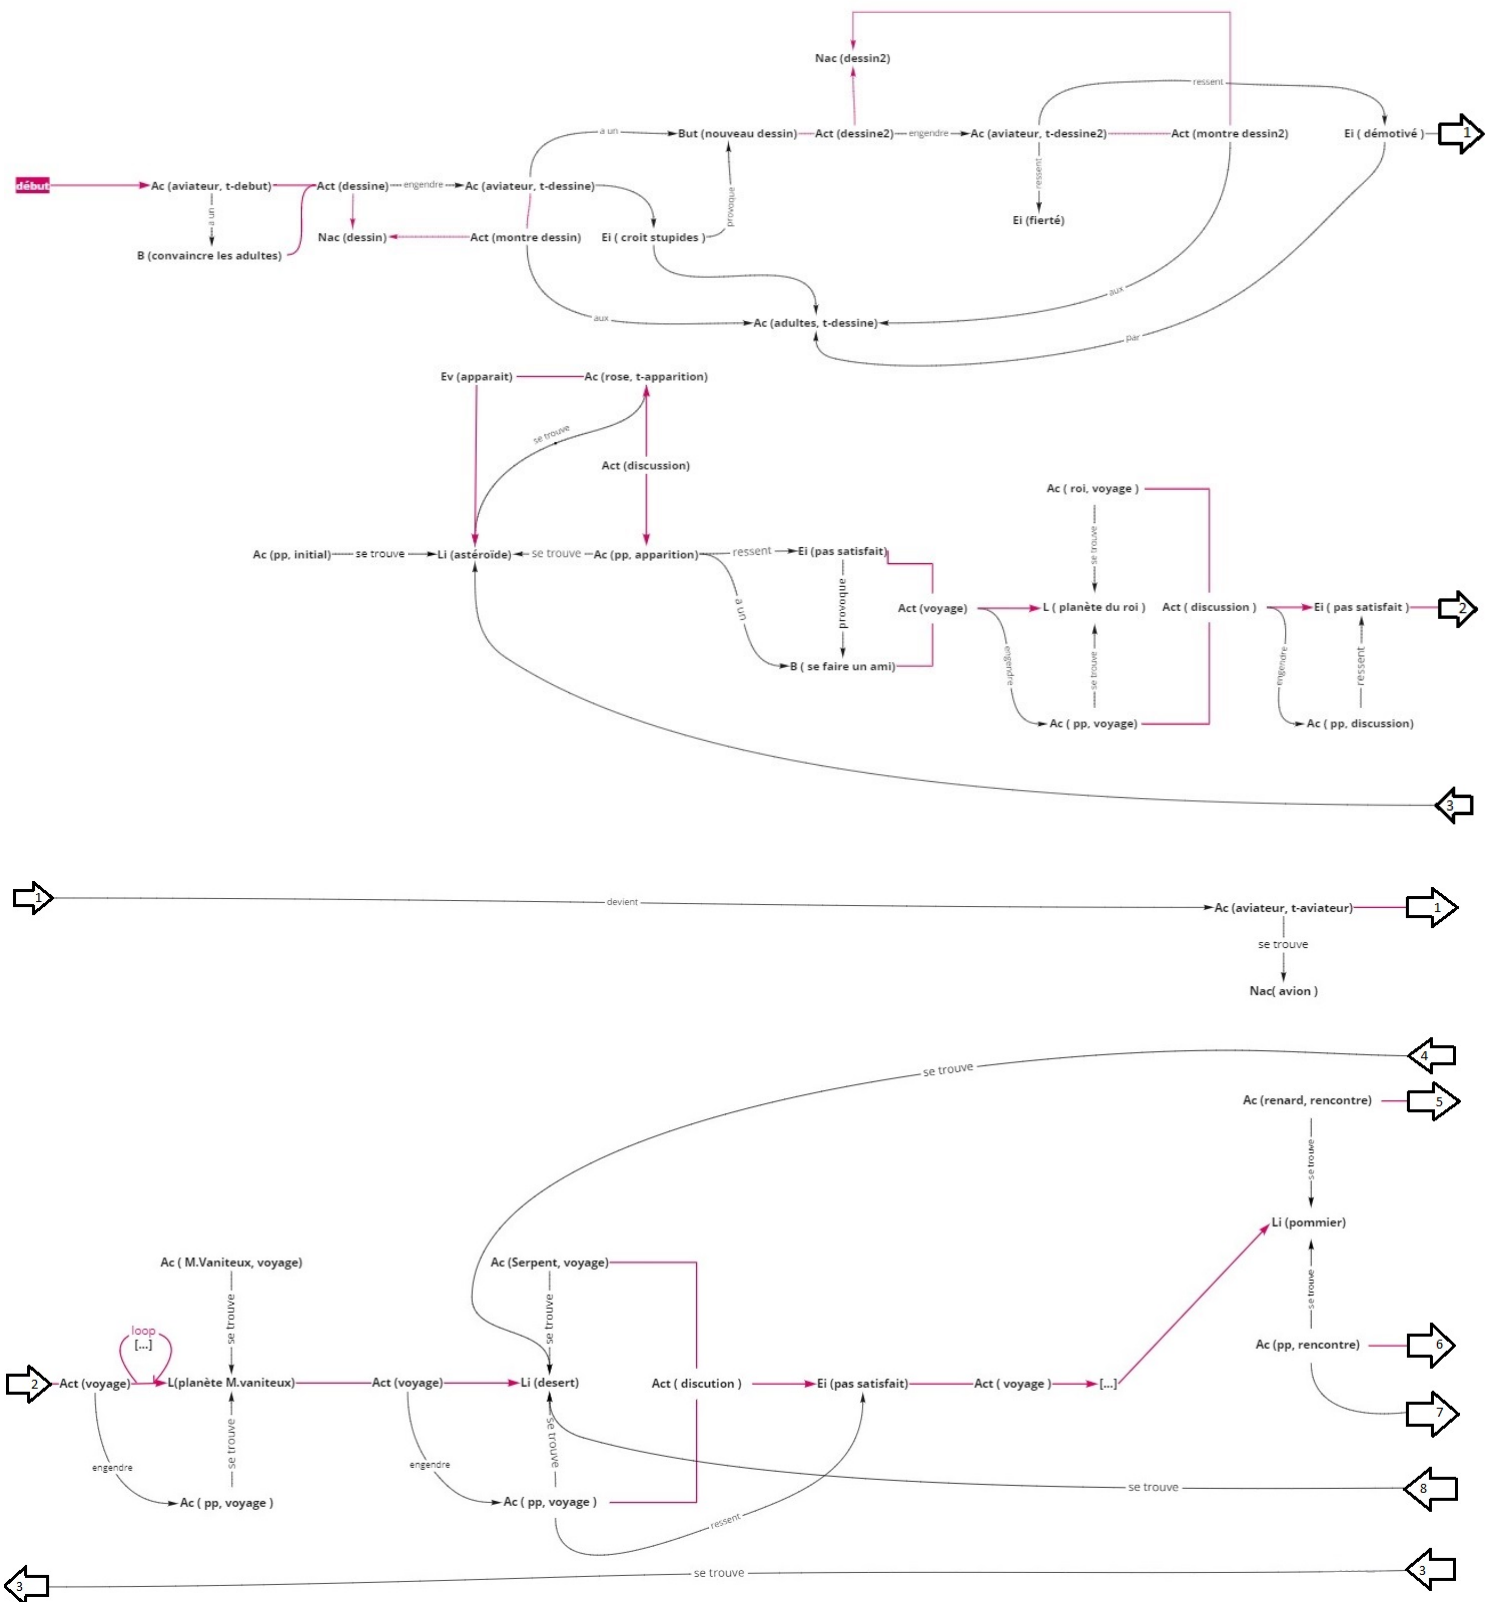 Nac (dessin2)
ressent
a un
But (nouveau dessin)
Act (dessine2)
engendre
Ac (aviateur, t-dessine2)
Act (montre dessin2)
Ei ( démotivé )
1
début
Ac (aviateur, t-debut)
Act (dessine)
engendre
Ac (aviateur, t-dessine)
ressent
provoque
a un
Ei (fierté)
Nac (dessin)
Act (montre dessin)
Ei ( croit stupides )
B (convaincre les adultes)
aux
aux
Ac (adultes, t-dessine)
par
Ev (apparait)
Ac (rose, t-apparition)
se trouve
Act (discussion)
Ac ( roi, voyage )
se trouve
Ac (pp, initial)
se trouve
Li (astéroïde)
se trouve
Ac (pp, apparition)
ressent
Ei (pas satisfait)
provoque
a un
Act (voyage)
L ( planète du roi )
Act ( discussion )
Ei ( pas satisfait )
2
B ( se faire un ami)
engendre
se trouve
engendre
ressent
Ac ( pp, voyage)
Ac ( pp, discussion)
3
1
devient
Ac (aviateur, t-aviateur)
1
se trouve
Nac( avion )
4
se trouve
Ac (renard, rencontre)
5
se trouve
Li (pommier)
Ac ( M.Vaniteux, voyage)
Ac (Serpent, voyage)
se trouve
se trouve
se trouve
loop
[...]
Ac (pp, rencontre)
6
2
Act (voyage)
L(planète M.vaniteux)
Act (voyage)
Li (desert)
Act ( discution )
Ei (pas satisfait)
Act ( voyage )
[...]
7
se trouve
se trouve
engendre
engendre
se trouve
8
Ac ( pp, voyage )
Ac ( pp, voyage )
ressent
3
se trouve
3